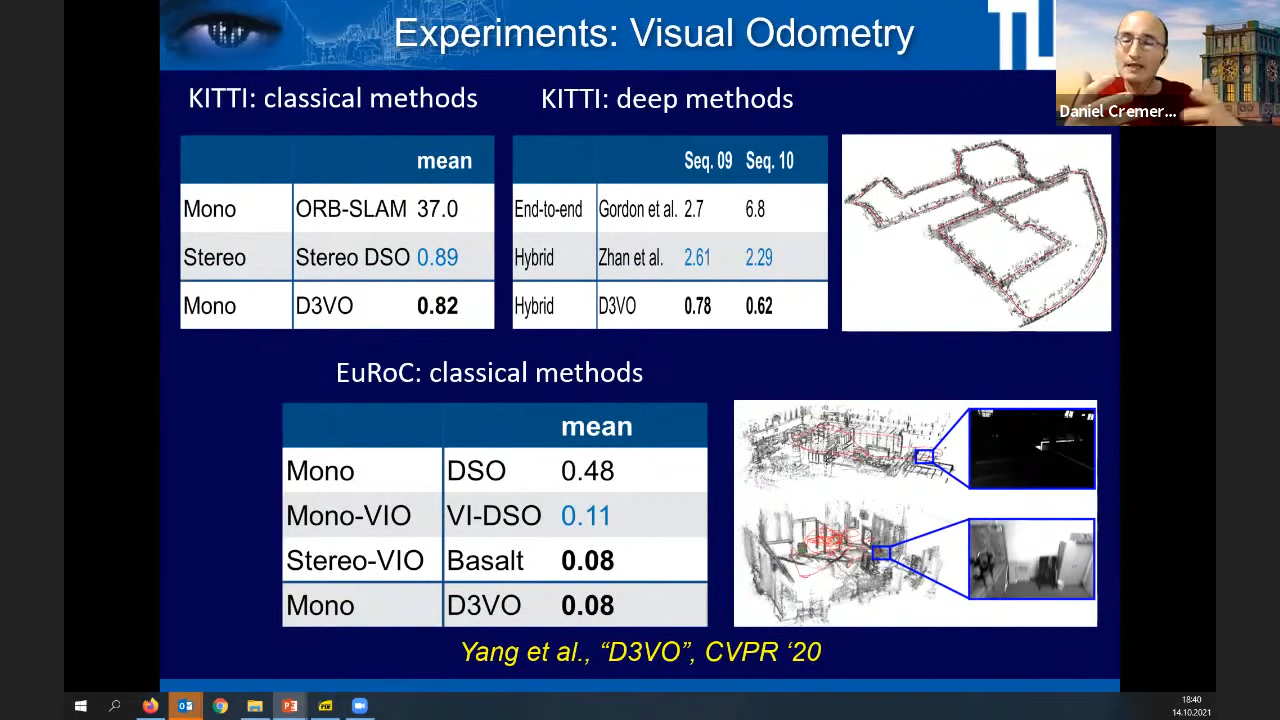 Experiments: Visual Odometry
TU
Daniel Cremer...
KITTI: classical methods
mean
Mono ORB-SLAM 37.0
Stereo Stereo DSO 0.89
Mono D3VO 0.82
KITTI: deep methods
Seq. 09 Seq. 10
End-to-end Gordon et al. 2.7 6.8
Hybrid Zhan et al. 2.61 2.29
Hybrid D3VO 0.78 0.62
EuRoC: classical methods
mean
Mono DSO 0.48
Mono-VIO VI-DSO 0.11
Stereo-VIO Basalt 0.08
Mono D3VO 0.08
Yang et al., “D3VO”, CVPR ‘20
18:40
14.10.2021